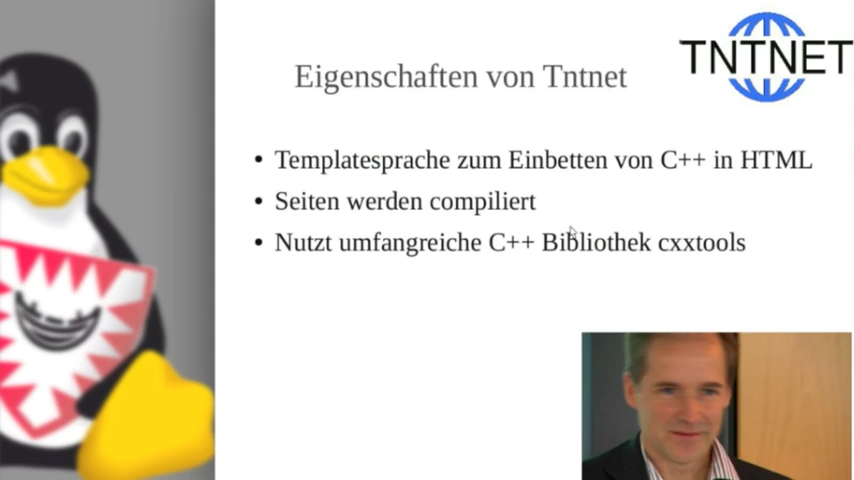 TNTNET
Eigenschaften von Tntnet
• Templatesprache zum Einbetten von C++ in HTML
• Seiten werden compiliert
• Nutzt umfangreiche C++ Bibliothek cxxtools